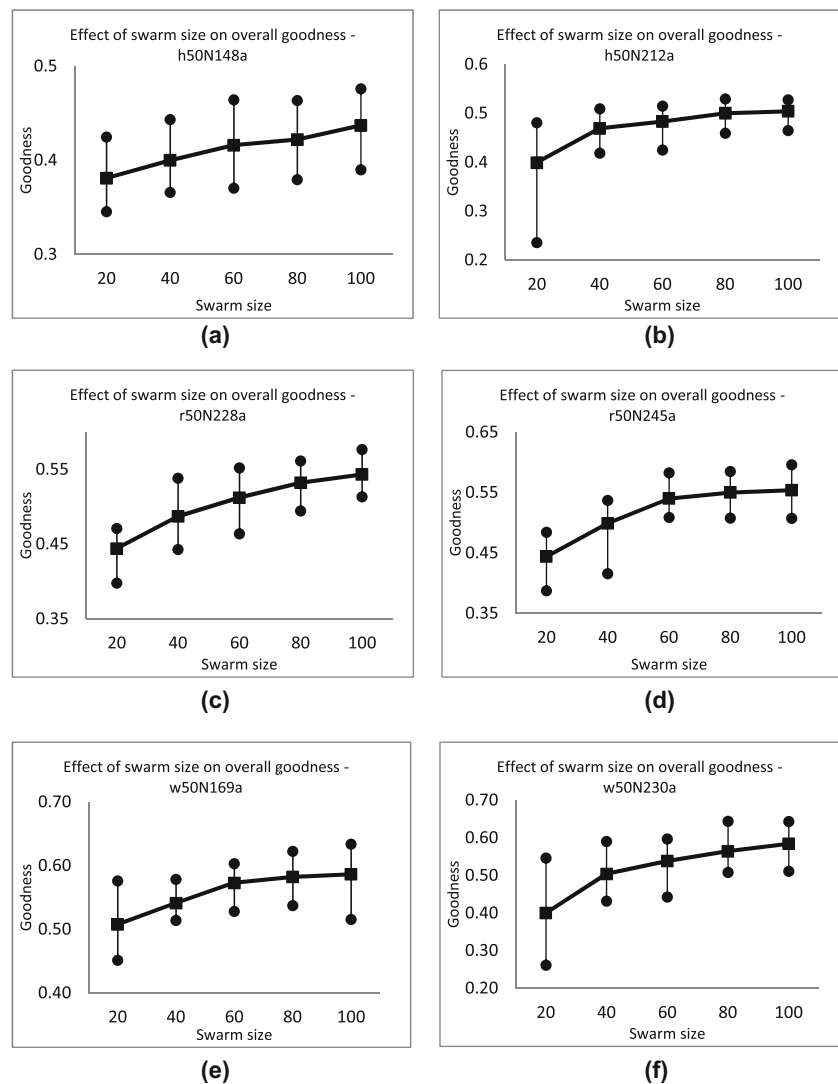 Effect of swarm size on overall goodness -
h50N148a
0.5
0.4
0.3
Goodness
20 40 60 80 100
Swarm size
(a)
Effect of swarm size on overall goodness -
h50N212a
0.6
0.5
0.4
0.3
0.2
Goodness
20 40 60 80 100
Swarm size
(b)
Effect of swarm size on overall goodness -
r50N228a
0.55
0.45
0.35
Goodness
20 40 60 80 100
Swarm size
(c)
Effect of swarm size on overall goodness -
r50N245a
0.65
0.55
0.45
0.35
Goodness
20 40 60 80 100
Swarm size
(d)
Effect of swarm size on overall goodness -
w50N169a
0.70
0.60
0.50
0.40
Goodness
20 40 60 80 100
Swarm size
(e)
Effect of swarm size on overall goodness -
w50N230a
0.70
0.60
0.50
0.40
0.30
0.20
Goodness
20 40 60 80 100
Swarm size
(f)